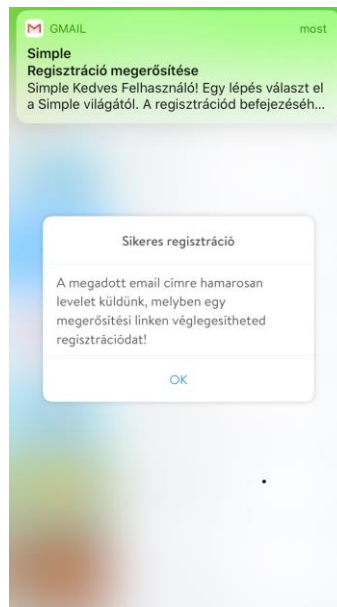 GMAIL most
Simple
Regisztráció megerősítése
Simple Kedves Felhasználó! Egy lépés választ el
a Simple világától. A regisztrációd befejezéséh...
Sikeres regisztráció
A megadott email címre hamarosan
levelet küldünk, melyben egy
megerősítési linken véglegesítheted
regisztrációdat!
OK